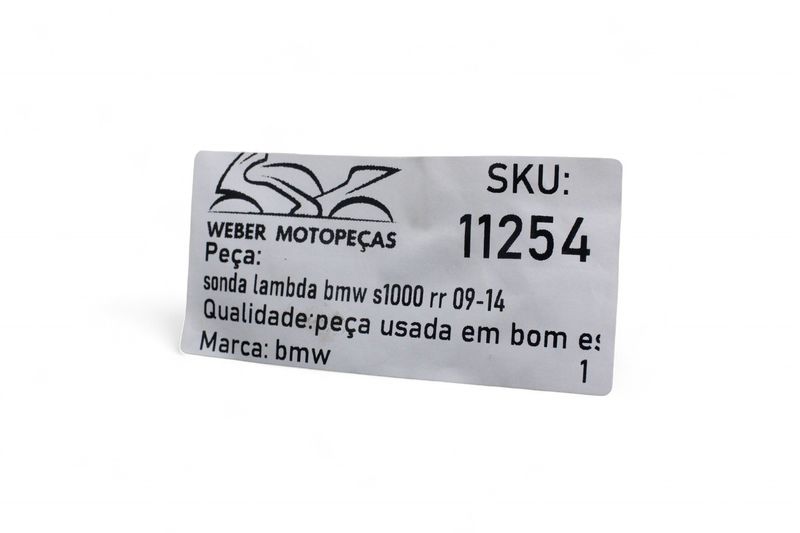 WEBER MOTOPEÇAS
SKU:
11254
Peça:
sonda lambda bmw s1000 rr 09-14
Qualidade:peça usada em bom es
Marca: bmw
1